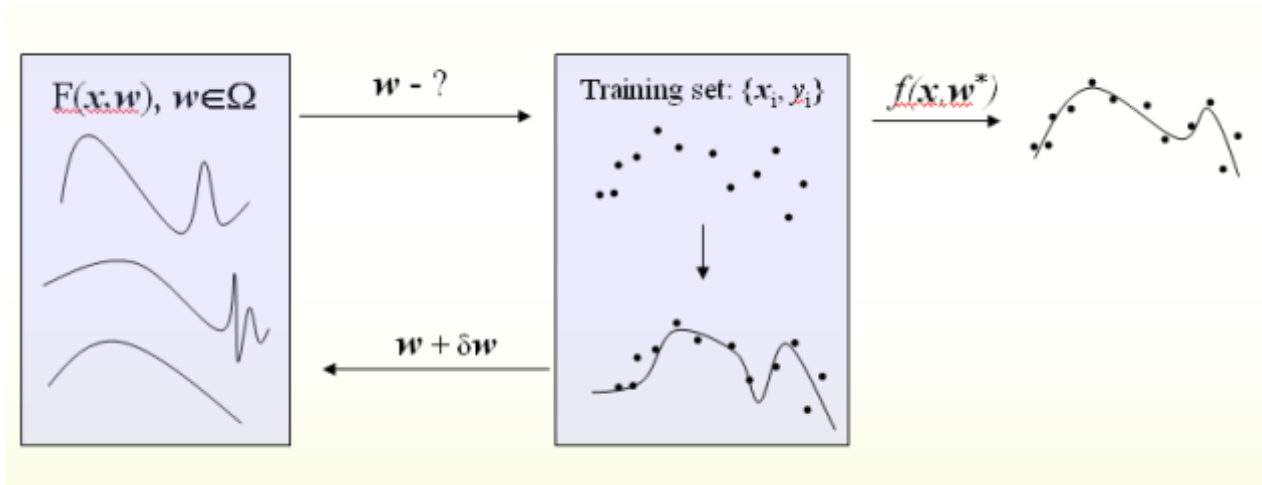 F(x,w), w∈Ω
w - ?
Training set: {xᵢ, yᵢ}
f(x,w*)
w + δw